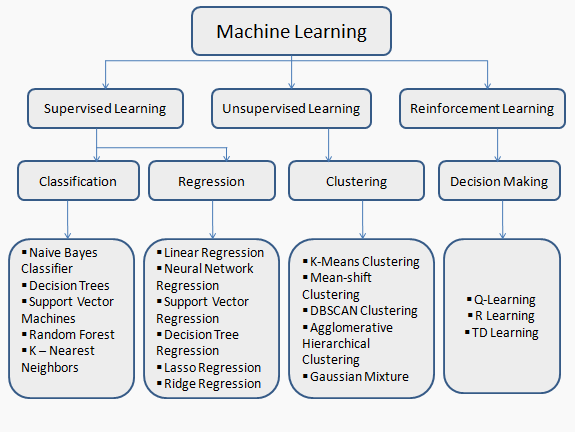 Machine Learning
Supervised Learning
Unsupervised Learning
Reinforcement Learning
Classification
Regression
Clustering
Decision Making
▪ Naive Bayes
Classifier
▪ Decision Trees
▪ Support Vector
Machines
▪ Random Forest
▪ K – Nearest
Neighbors
▪ Linear Regression
▪ Neural Network
Regression
▪ Support Vector
Regression
▪ Decision Tree
Regression
▪ Lasso Regression
▪ Ridge Regression
▪ K-Means Clustering
▪ Mean-shift
Clustering
▪ DBSCAN Clustering
▪ Agglomerative
Hierarchical
Clustering
▪ Gaussian Mixture
▪ Q-Learning
▪ R Learning
▪ TD Learning